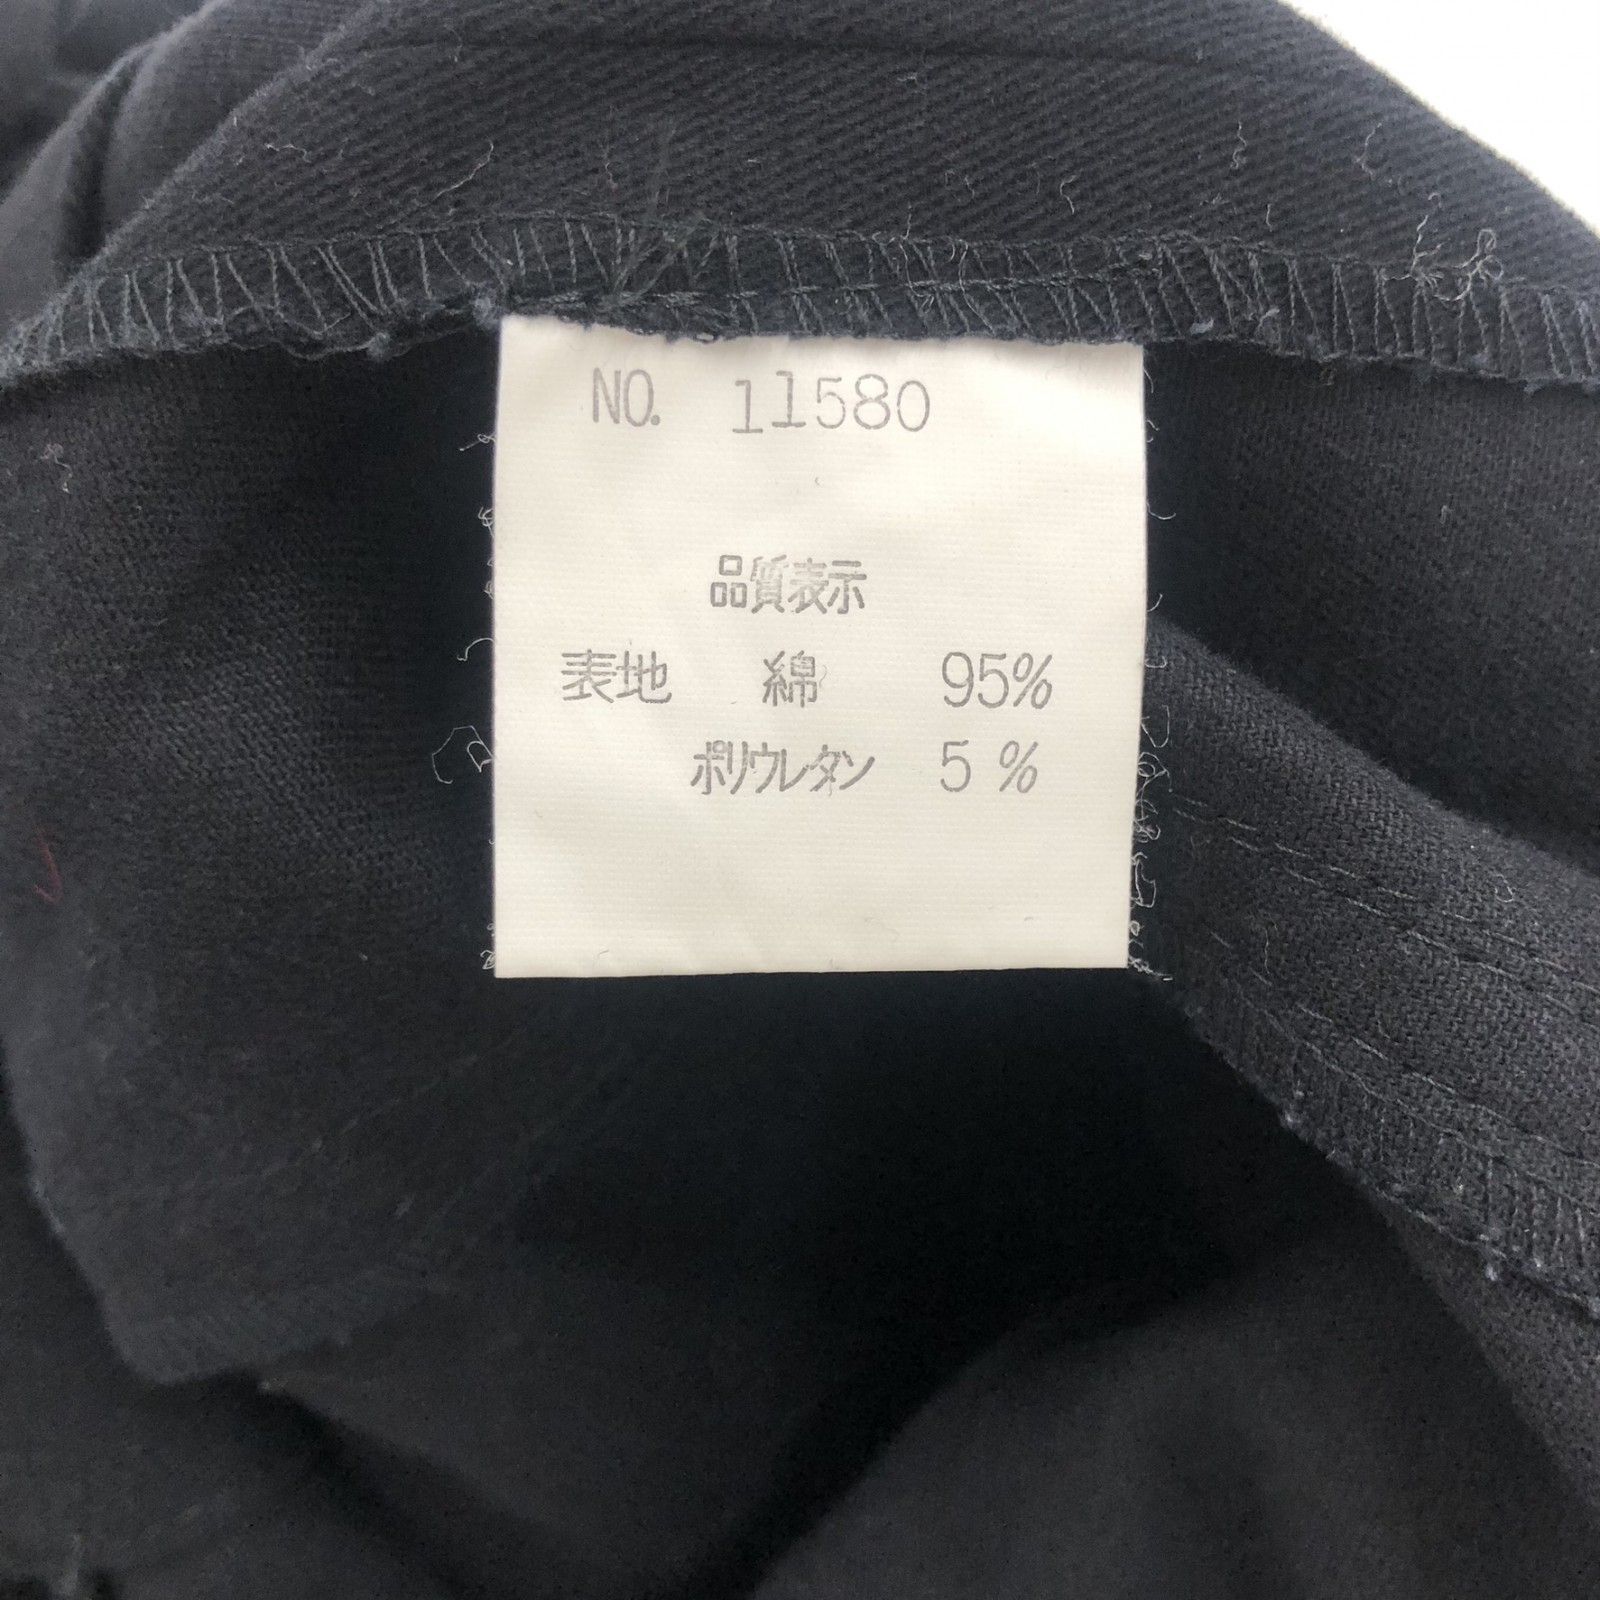 NO. 11580
品質表示
表地 綿 95%
ポリウレタン 5%